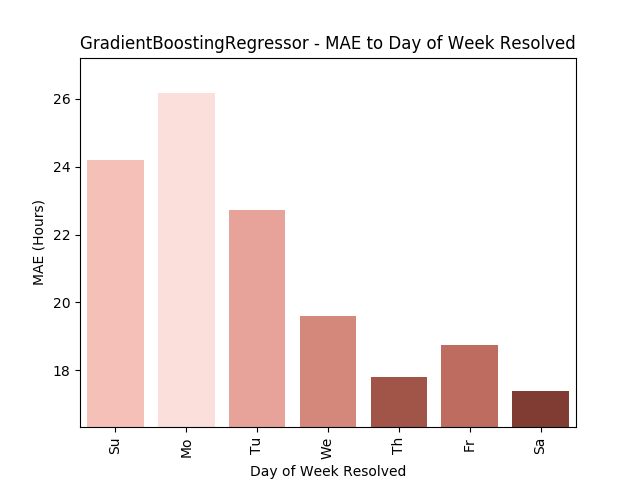 GradientBoostingRegressor - MAE to Day of Week Resolved
MAE (Hours)
26
24
22
20
18
Su
Mo
Tu
We
Th
Fr
Sa
Day of Week Resolved